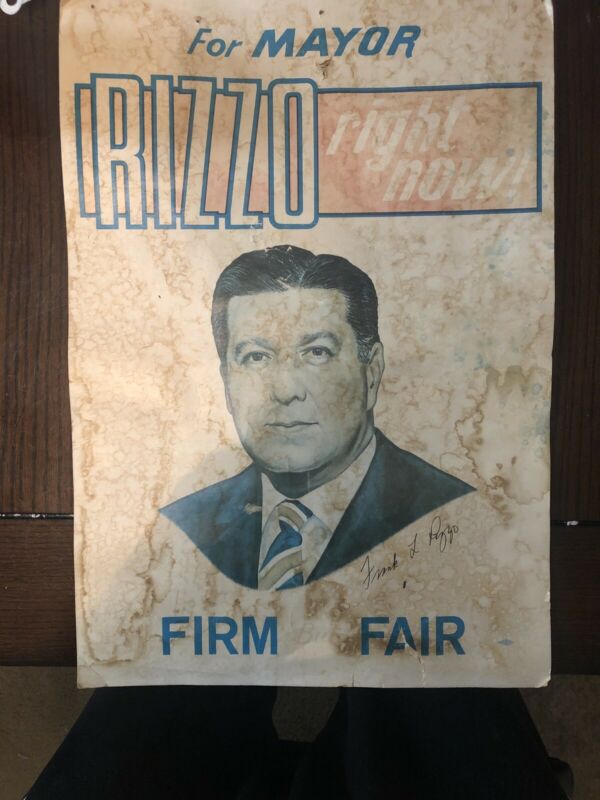 For MAYOR
RIZZO right
now!
Frank L Rizzo
FIRM FAIR